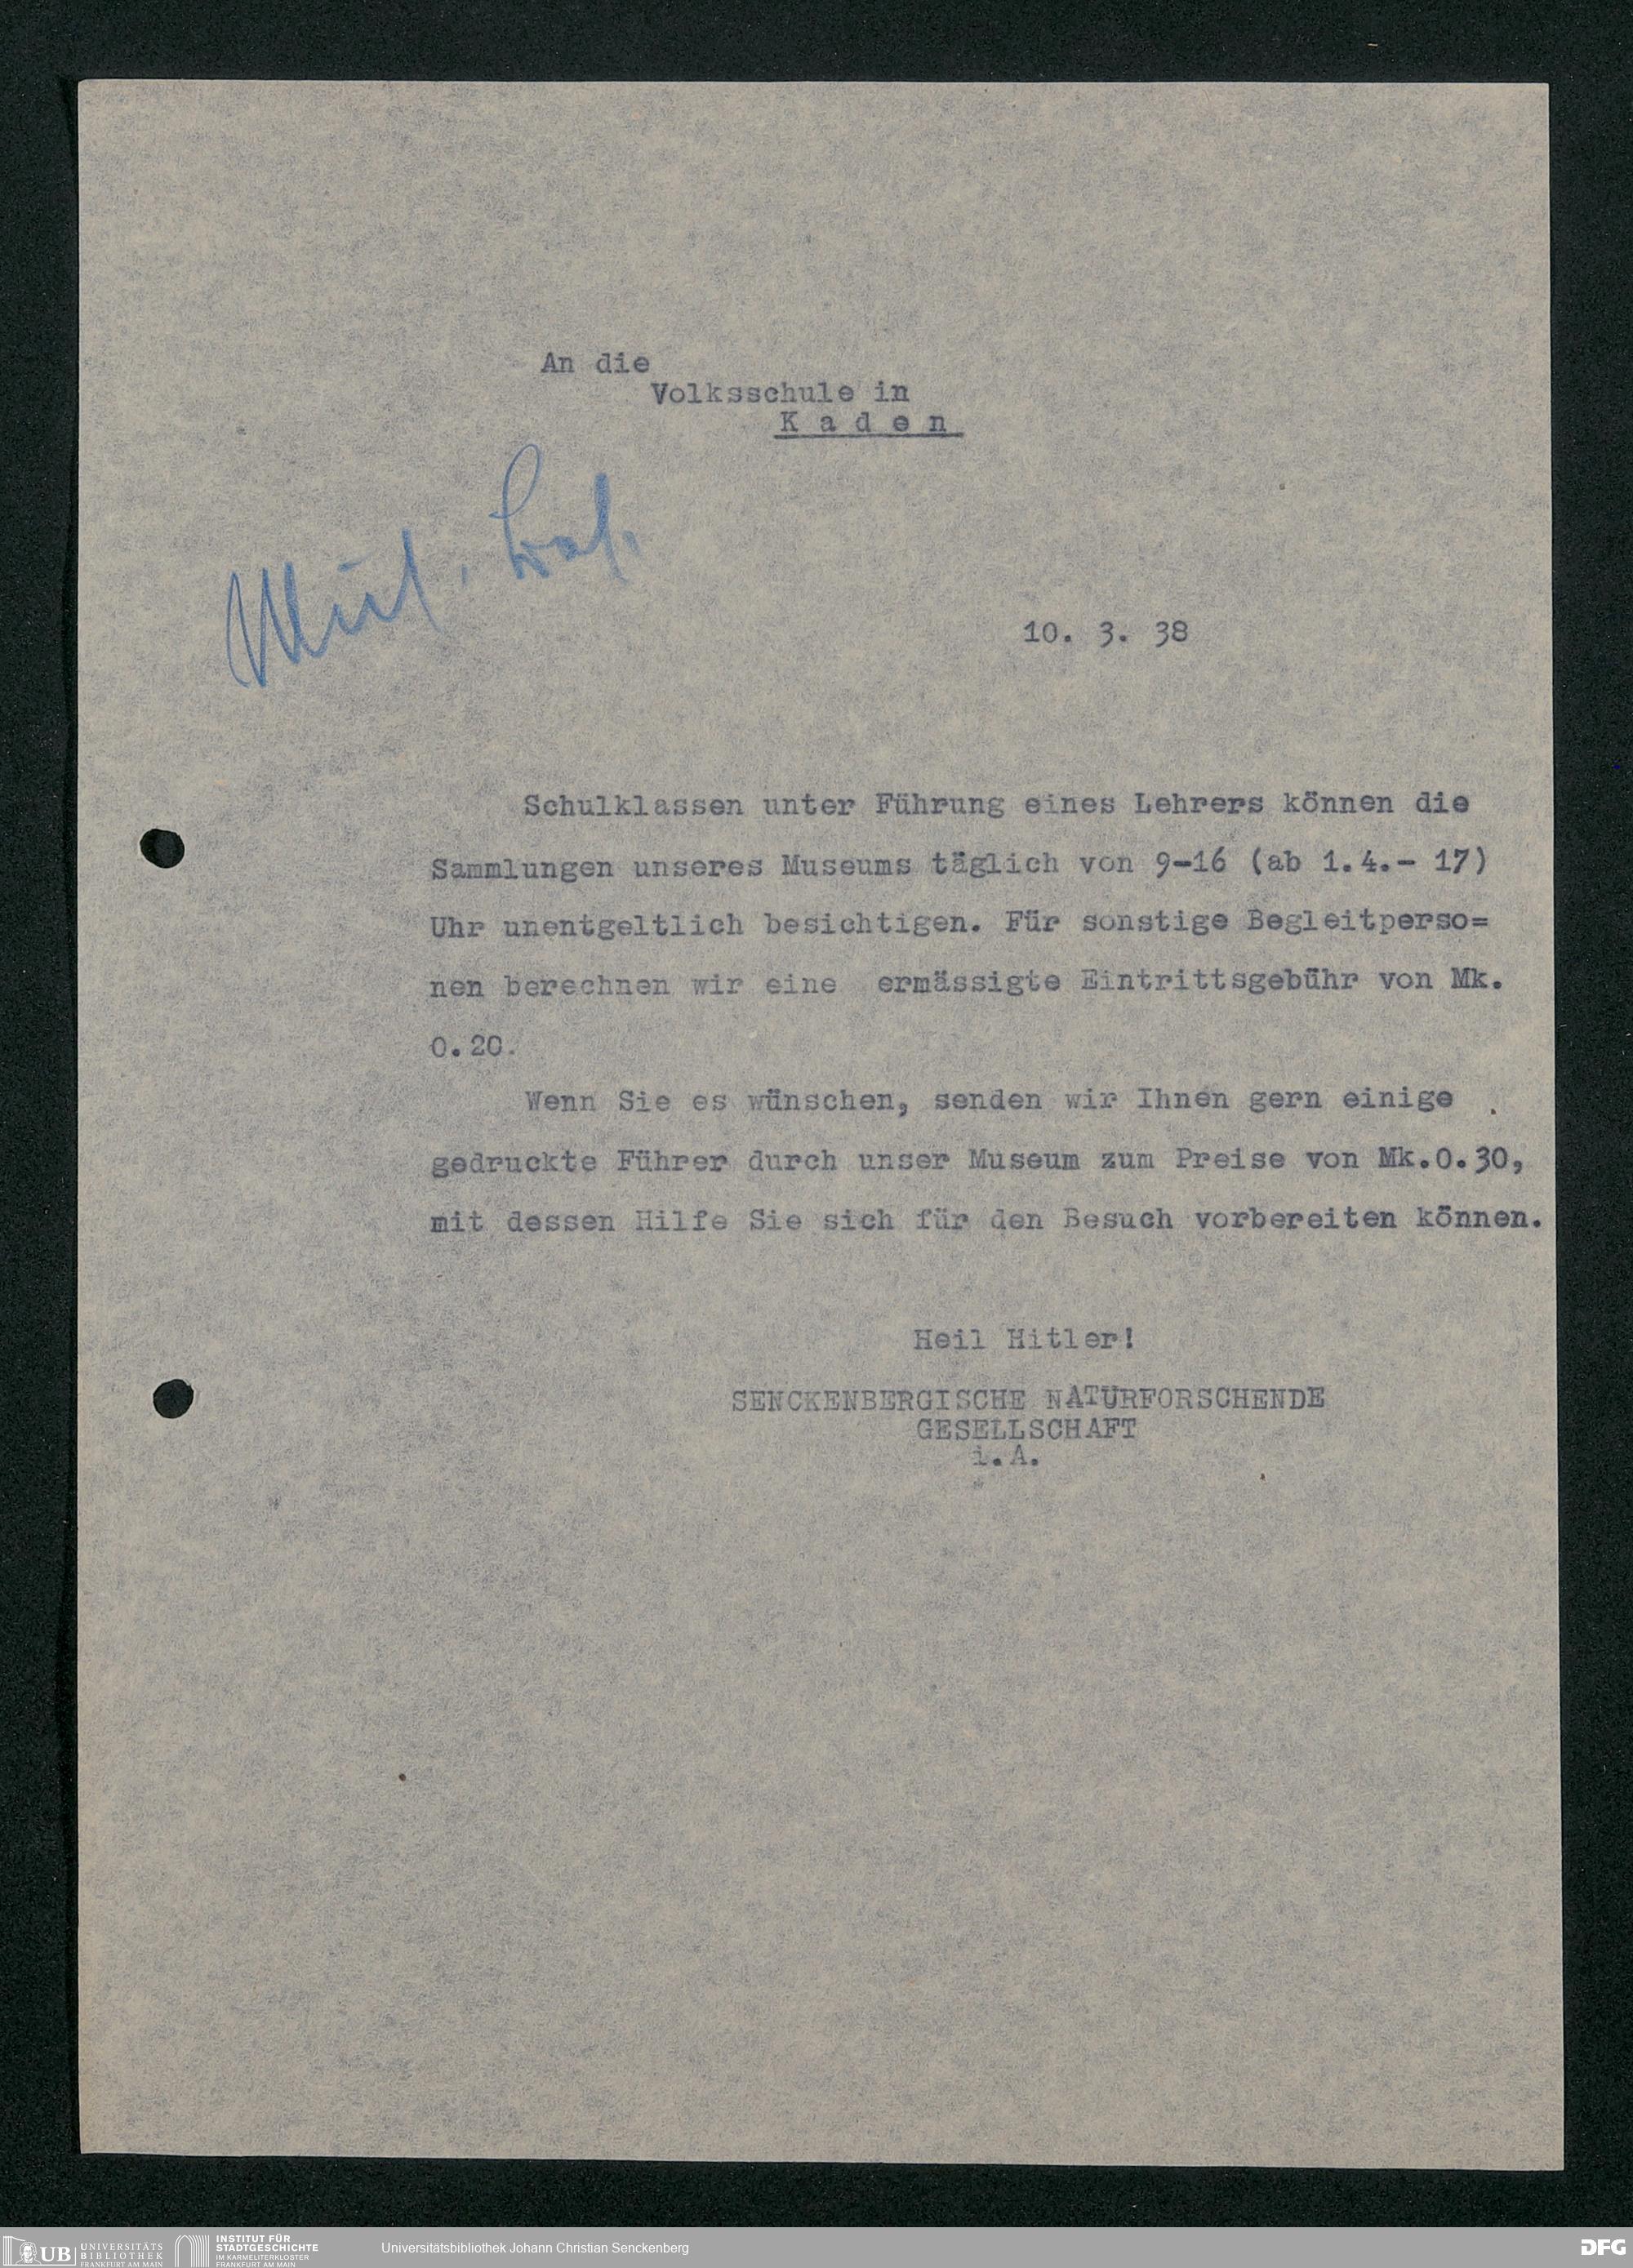 An die
Volksschule in
K a d e n
10. 3. 38
Schulklassen unter Führung eines Lehrers können die
Sammlungen unseres Museums täglich von 9-16 (ab 1.4.- 17)
Uhr unentgeltlich besichtigen. Für sonstige Begleitperso=
nen berechnen wir eine ermässigte Eintrittsgebühr von Mk.
0.20.
Wenn Sie es wünschen, senden wir Ihnen gern einige
gedruckte Führer durch unser Museum zum Preise von Mk.0.30,
mit dessen Hilfe Sie sich für den Besuch vorbereiten können.
Heil Hitler!
SENCKENBERGISCHE NATURFORSCHENDE
GESELLSCHAFT
i.A.
UB UNIVERSITÄTS
BIBLIOTHEK
FRANKFURT AM MAIN
INSTITUT FÜR
STADTGESCHICHTE
IM KARMELITERKLOSTER
FRANKFURT AM MAIN
Universitätsbibliothek Johann Christian Senckenberg
DFG